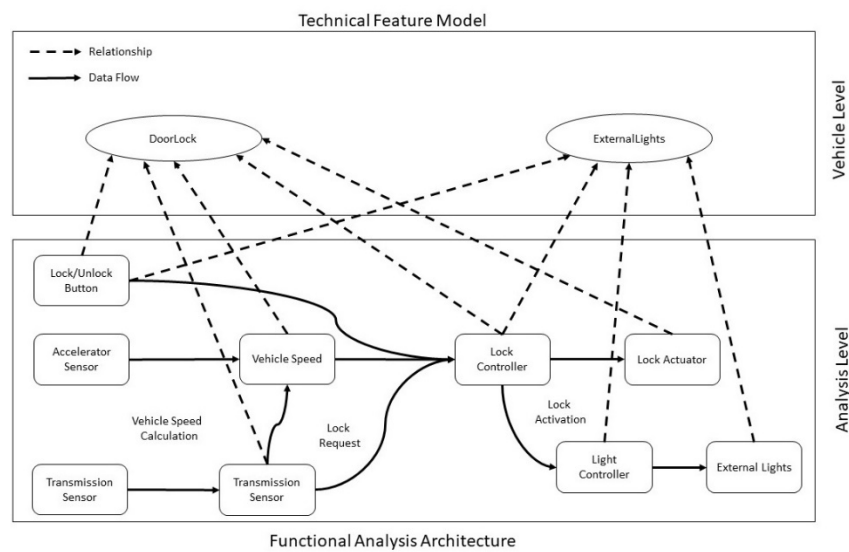 Technical Feature Model
Relationship
Data Flow
DoorLock
ExternalLights
Vehicle Level
Lock/Unlock
Button
Accelerator
Sensor
Vehicle Speed
Lock
Controller
Lock Actuator
Vehicle Speed
Calculation
Lock
Request
Lock
Activation
Transmission
Sensor
Transmission
Sensor
Light
Controller
External Lights
Analysis Level
Functional Analysis Architecture